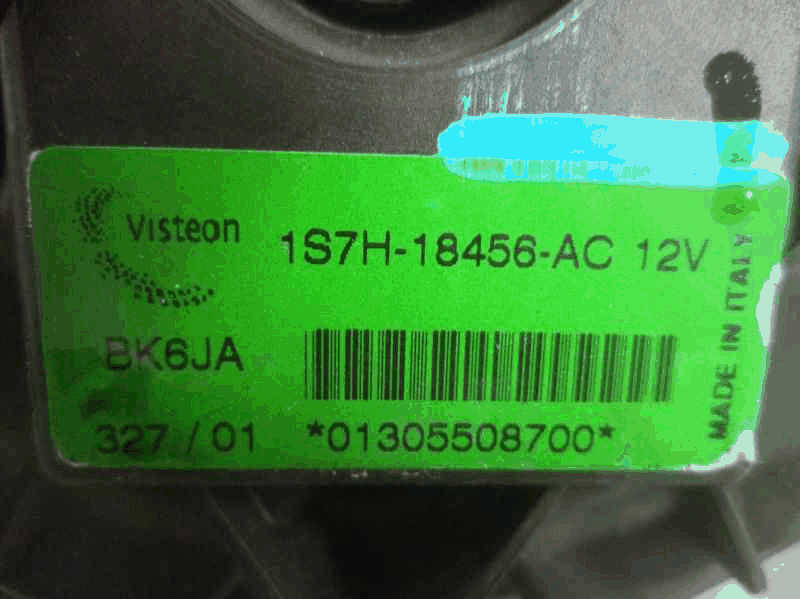 Visteon
1S7H-18456-AC 12V
BK6JA
327 / 01 *01305508700*
MADE IN ITALY